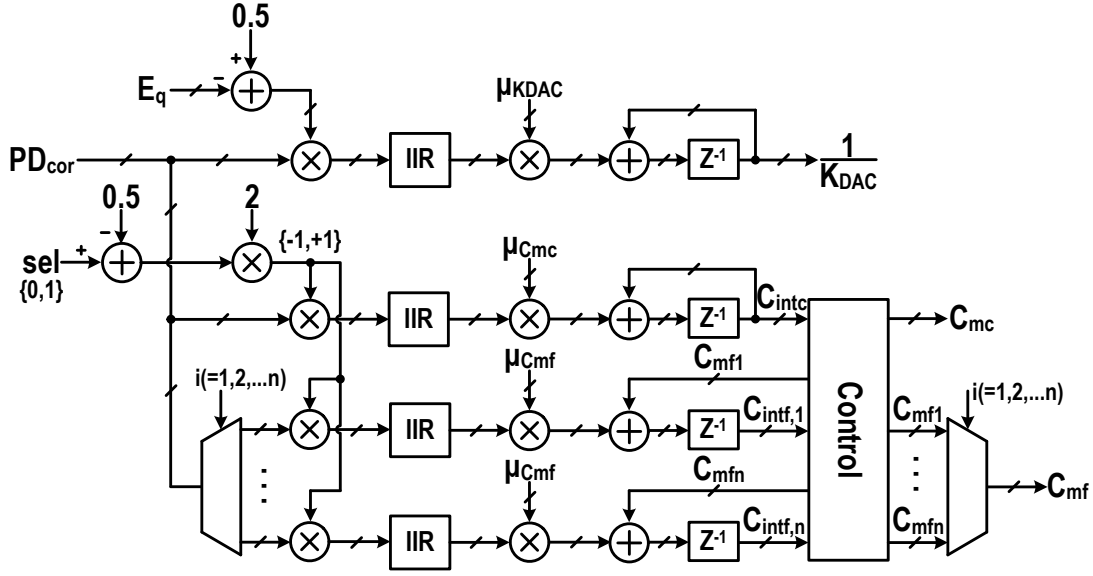 0.5
+
−
E_q
μ_KDAC
PD_cor
IIR
Z⁻¹
1
K_DAC
0.5
2
−
+
sel
{0,1}
{-1,+1}
μ_Cmc
IIR
Z⁻¹
C_intc
C_mc
μ_Cmf
C_mf1
i(=1,2,...n)
IIR
Z⁻¹
C_intf,1
Control
C_mf1
i(=1,2,...n)
μ_Cmf
C_mfn
C_mf
IIR
Z⁻¹
C_intf,n
C_mfn